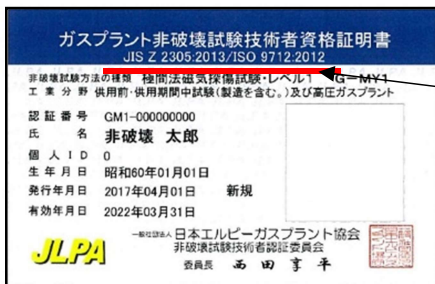 ガスプラント非破壊試験技術者資格証明書
JIS Z 2305:2013/ISO 9712:2012
非破壊試験方法の種類 極間法磁気探傷試験・レベル1 G-MY1
工業分野 供用前・供用期間中試験(製造を含む。)及び高圧ガスプラント
認証番号 GM1-000000000
氏名 非破壊 太郎
個人ID 0
生年月日 昭和60年01月01日
発行年月日 2017年04月01日 新規
有効年月日 2022年03月31日
JLPA
一般社団法人 日本エルピーガスプラント協会
非破壊試験技術者認証委員会
委員長 西田享平